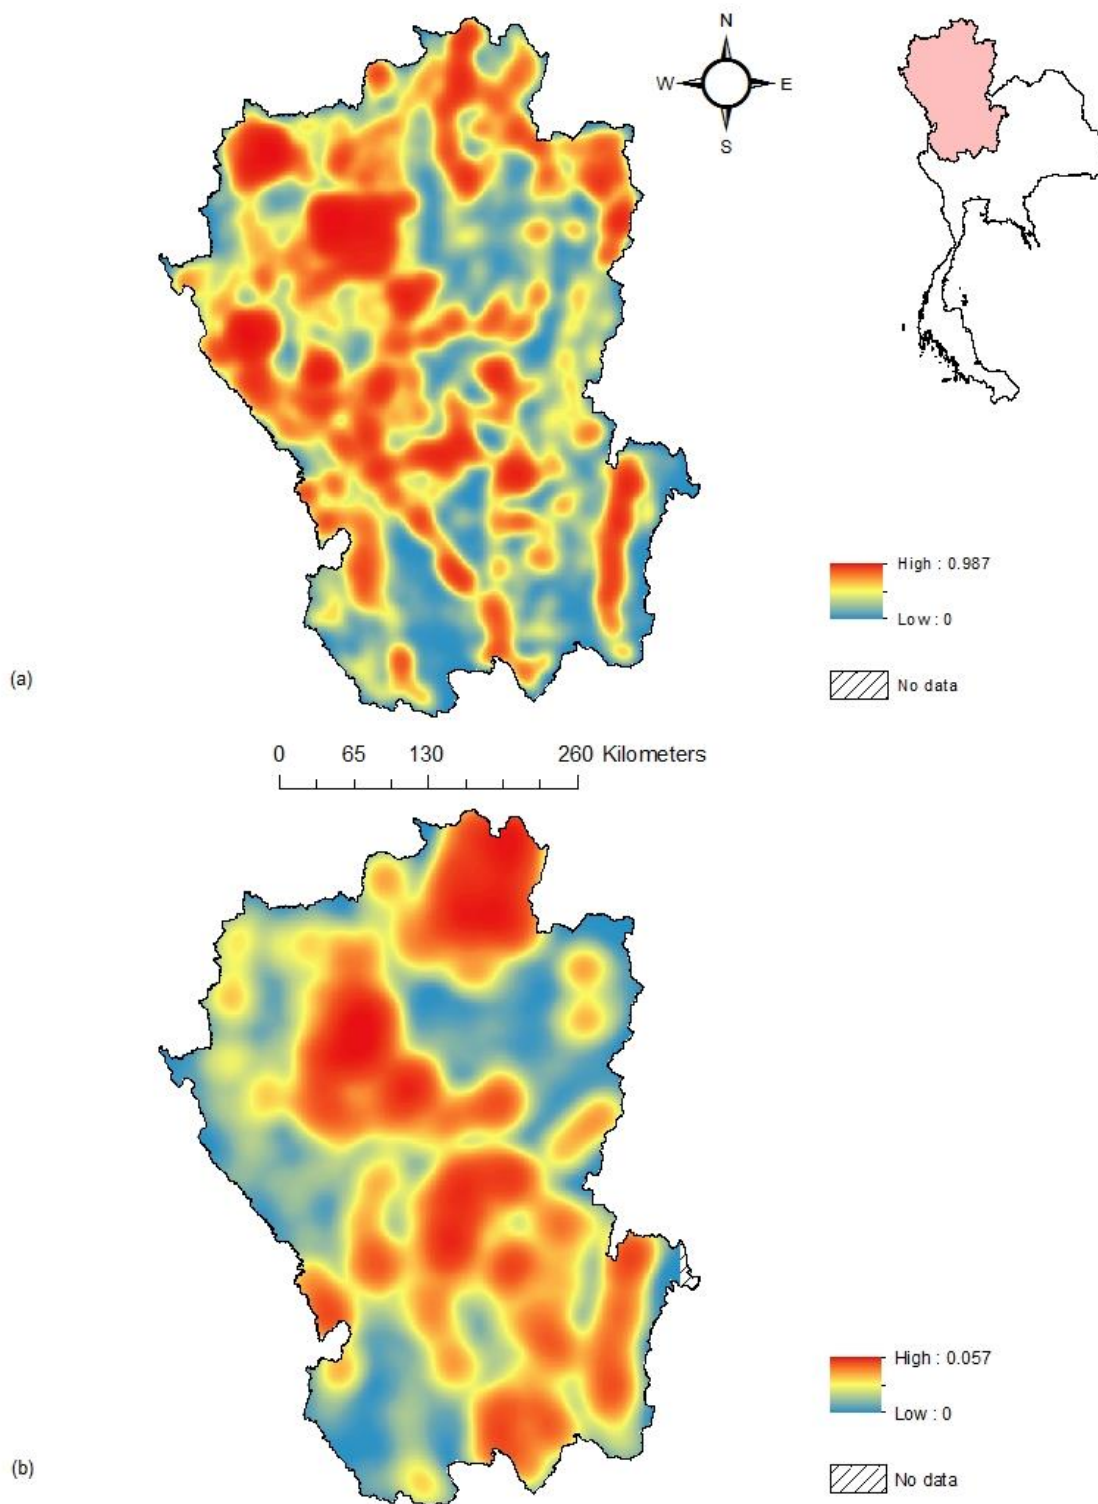 N
W E
S
High : 0.987
Low : 0
No data
(a)
0 65 130 260 Kilometers
High : 0.057
Low : 0
No data
(b)